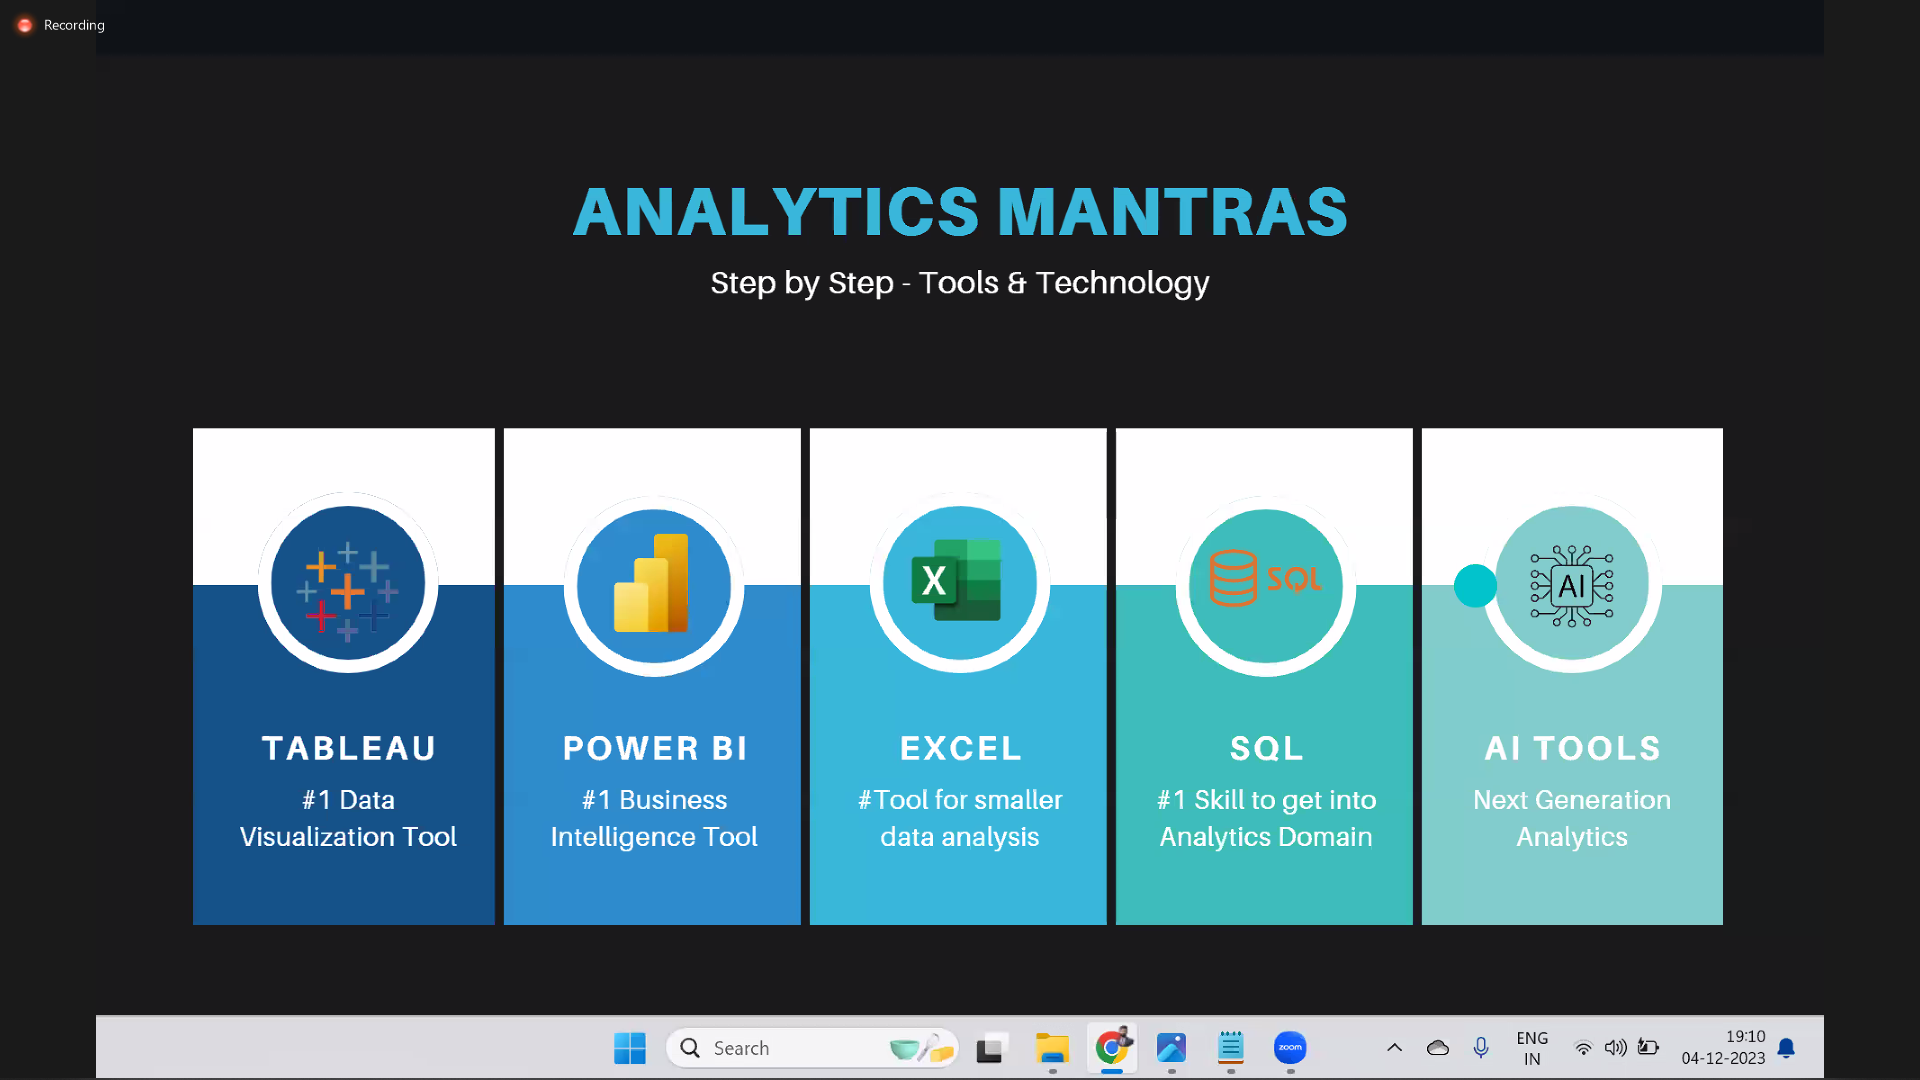 Recording
ANALYTICS MANTRAS
Step by Step - Tools & Technology
X
SQL
AI
TABLEAU
#1 Data
Visualization Tool
POWER BI
#1 Business
Intelligence Tool
EXCEL
#Tool for smaller
data analysis
SQL
#1 Skill to get into
Analytics Domain
AI TOOLS
Next Generation
Analytics
Search
zoom
ENG
IN
19:10
04-12-2023